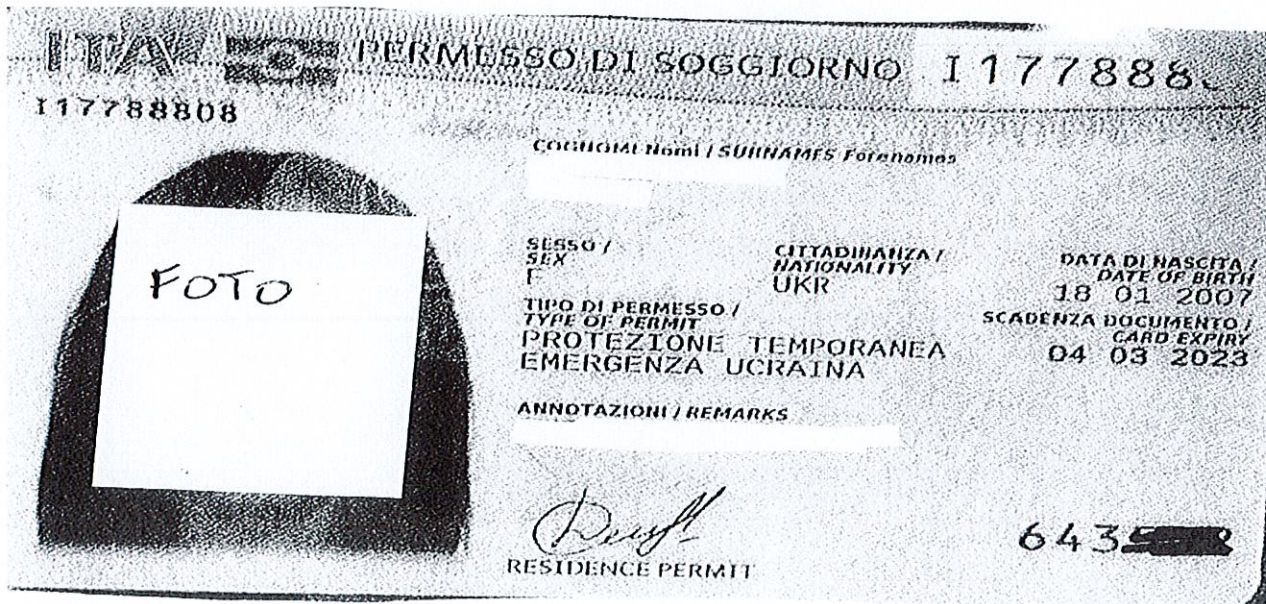 ITA PERMESSO DI SOGGIORNO I177888
I17788808
COGNOMI Nomi / SURNAMES Forenames
FOTO
SESSO / SEX
F
CITTADINANZA / NATIONALITY
UKR
DATA DI NASCITA / DATE OF BIRTH
18 01 2007
TIPO DI PERMESSO / TYPE OF PERMIT
PROTEZIONE TEMPORANEA
EMERGENZA UCRAINA
SCADENZA DOCUMENTO / CARD EXPIRY
04 03 2023
ANNOTAZIONI / REMARKS
RESIDENCE PERMIT
643